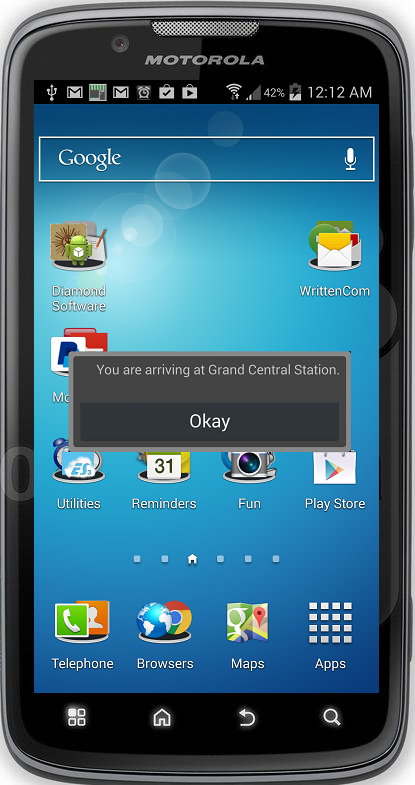 MOTOROLA
42% 12:12 AM
Google
Diamond
Software
WrittenCom
You are arriving at Grand Central Station.
Okay
31
Utilities
Reminders
Fun
Play Store
Telephone
Browsers
Maps
Apps